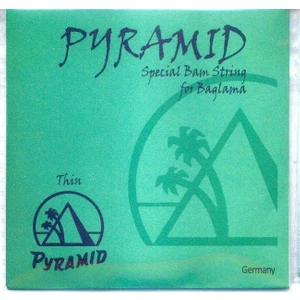 PYRAMID
Special Bam String
for Baglama
Thin
PYRAMID
Germany